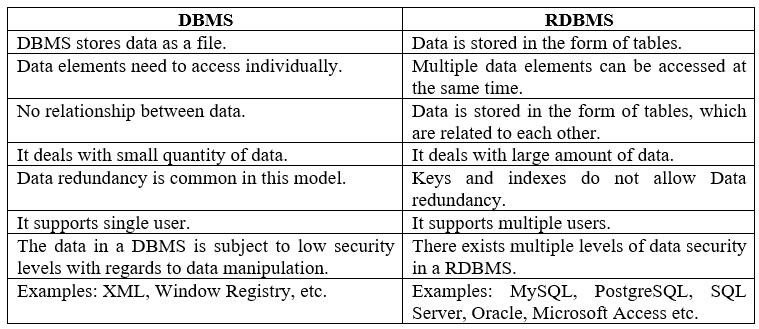 DBMS
RDBMS
DBMS stores data as a file.
Data is stored in the form of tables.
Data elements need to access individually.
Multiple data elements can be accessed at
the same time.
No relationship between data.
Data is stored in the form of tables, which
are related to each other.
It deals with small quantity of data.
It deals with large amount of data.
Data redundancy is common in this model.
Keys and indexes do not allow Data
redundancy.
It supports single user.
It supports multiple users.
The data in a DBMS is subject to low security
levels with regards to data manipulation.
There exists multiple levels of data security
in a RDBMS.
Examples: XML, Window Registry, etc.
Examples: MySQL, PostgreSQL, SQL
Server, Oracle, Microsoft Access etc.